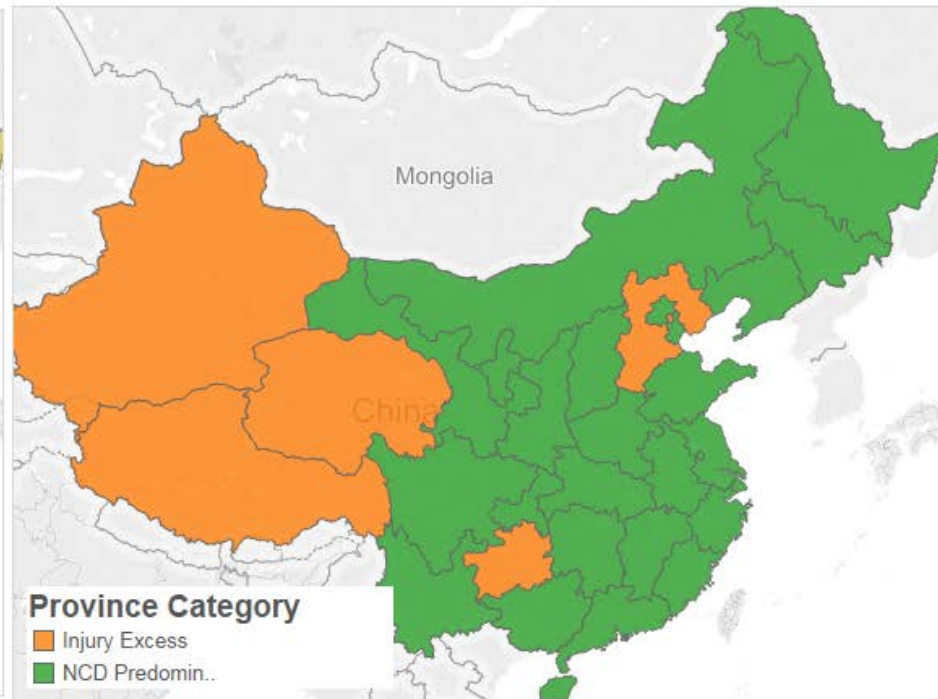 Mongolia
China
Province Category
Injury Excess
NCD Predomin..